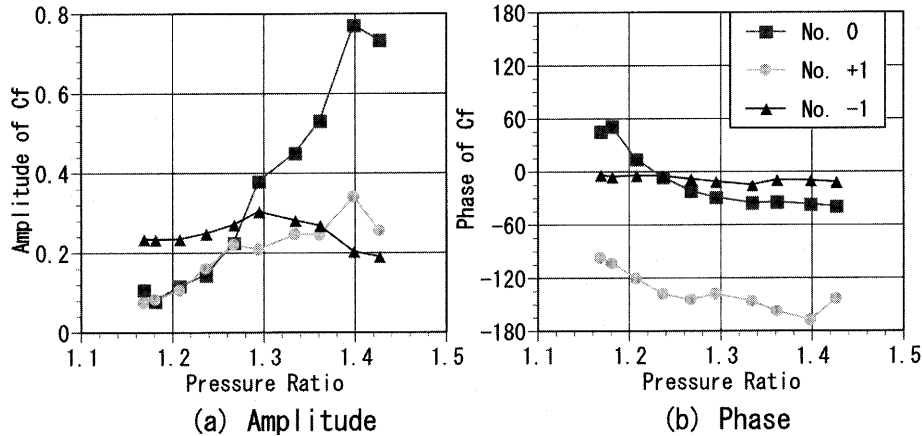 0.8
0.6
0.4
0.2
0
Amplitude of Cf
1.1 1.2 1.3 1.4 1.5
Pressure Ratio
(a) Amplitude
180
120
60
0
-60
-120
-180
Phase of Cf
No. 0
No. +1
No. -1
1.1 1.2 1.3 1.4 1.5
Pressure Ratio
(b) Phase